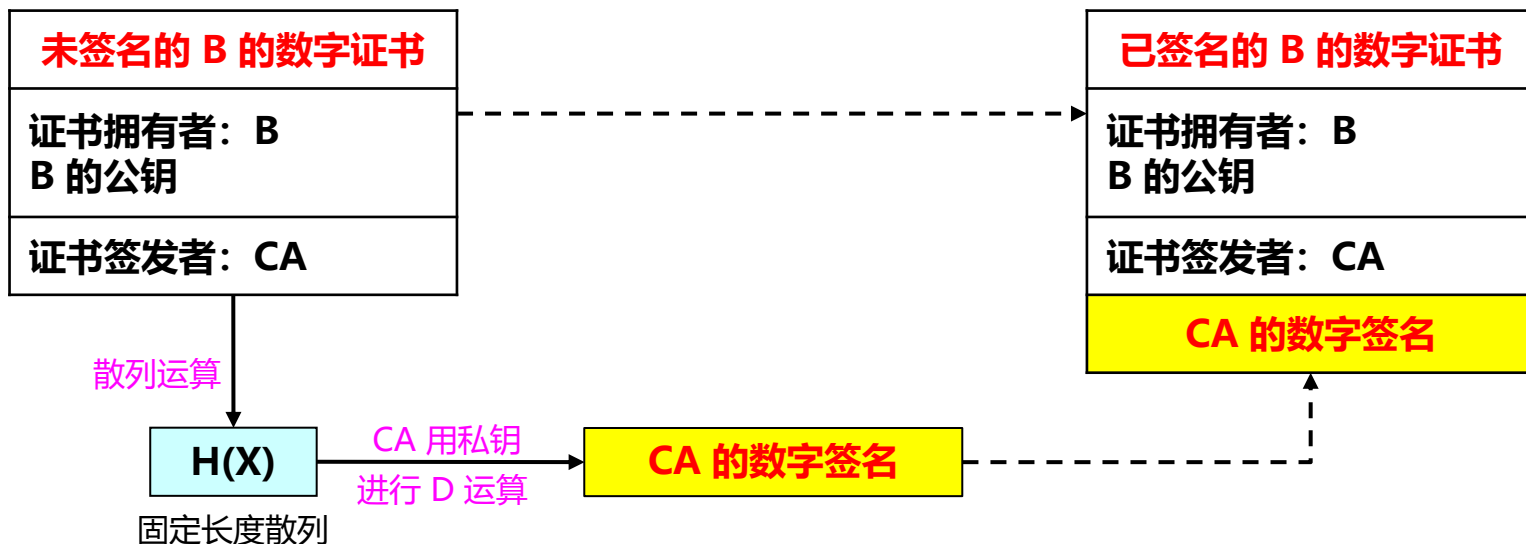 未签名的 B 的数字证书
证书拥有者：B
B 的公钥
证书签发者：CA
已签名的 B 的数字证书
证书拥有者：B
B 的公钥
证书签发者：CA
CA 的数字签名
散列运算
H(X)
固定长度散列
CA 用私钥
进行 D 运算
CA 的数字签名